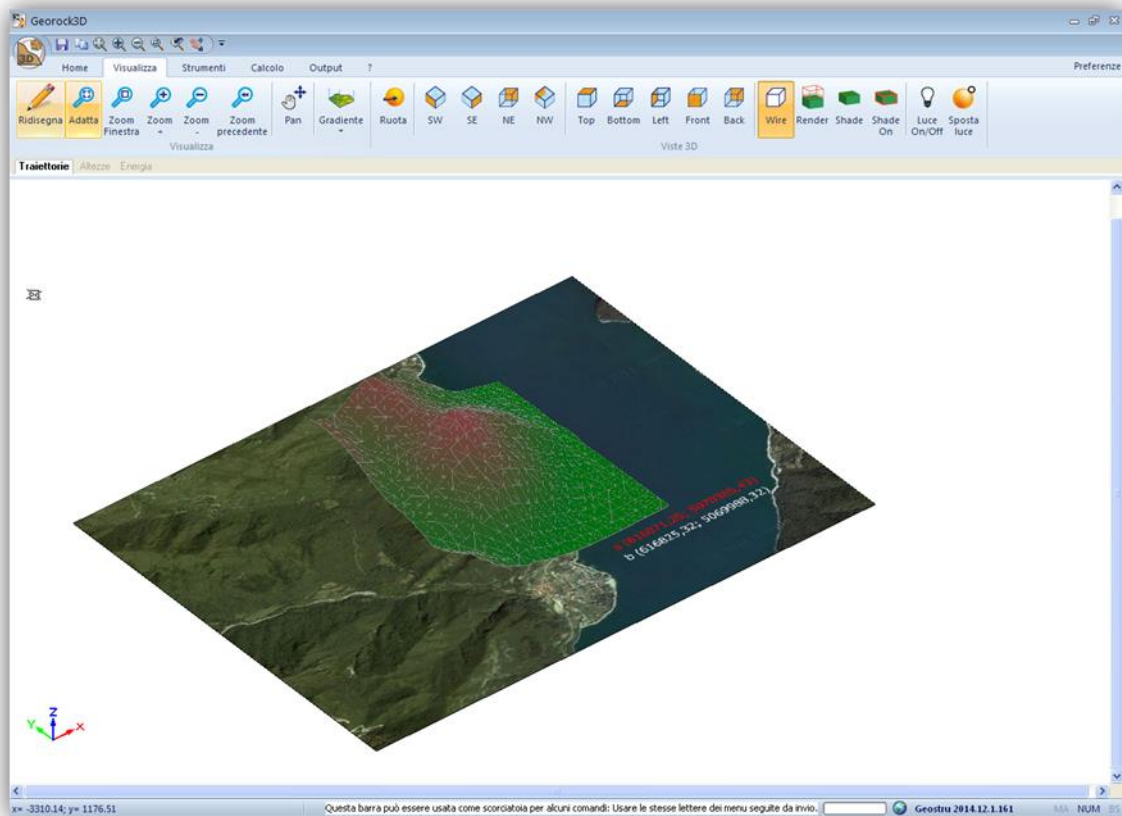 Georock3D
3D
Home Visualizza Strumenti Calcolo Output ? Preferenze
Ridisegna Adatta Zoom Finestra Zoom + Zoom - Zoom precedente Pan Gradiente Ruota SW SE NE NW Top Bottom Left Front Back Wire Render Shade Shade On Luce On/Off Sposta luce
Visualizza Viste 3D
Traiettorie Altezze Energia
b (616825,32; 5069988,32)
Z
Y X
x= -3310.14; y= 1176.51 Questa barra può essere usata come scorciatoia per alcuni comandi: Usare le stesse lettere dei menu seguite da invio. Geostru 2014.12.1.161 MA NUM BS